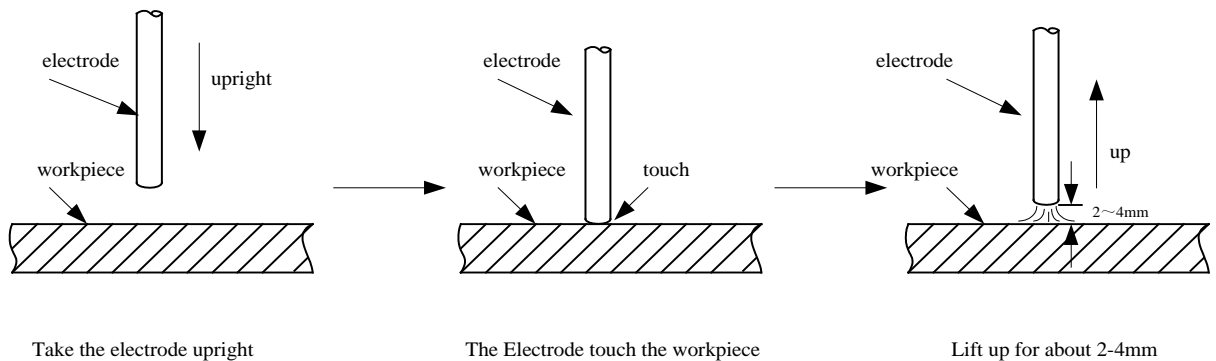 electrode
upright
workpiece
Take the electrode upright
electrode
workpiece
touch
The Electrode touch the workpiece
electrode
up
workpiece
2～4mm
Lift up for about 2-4mm